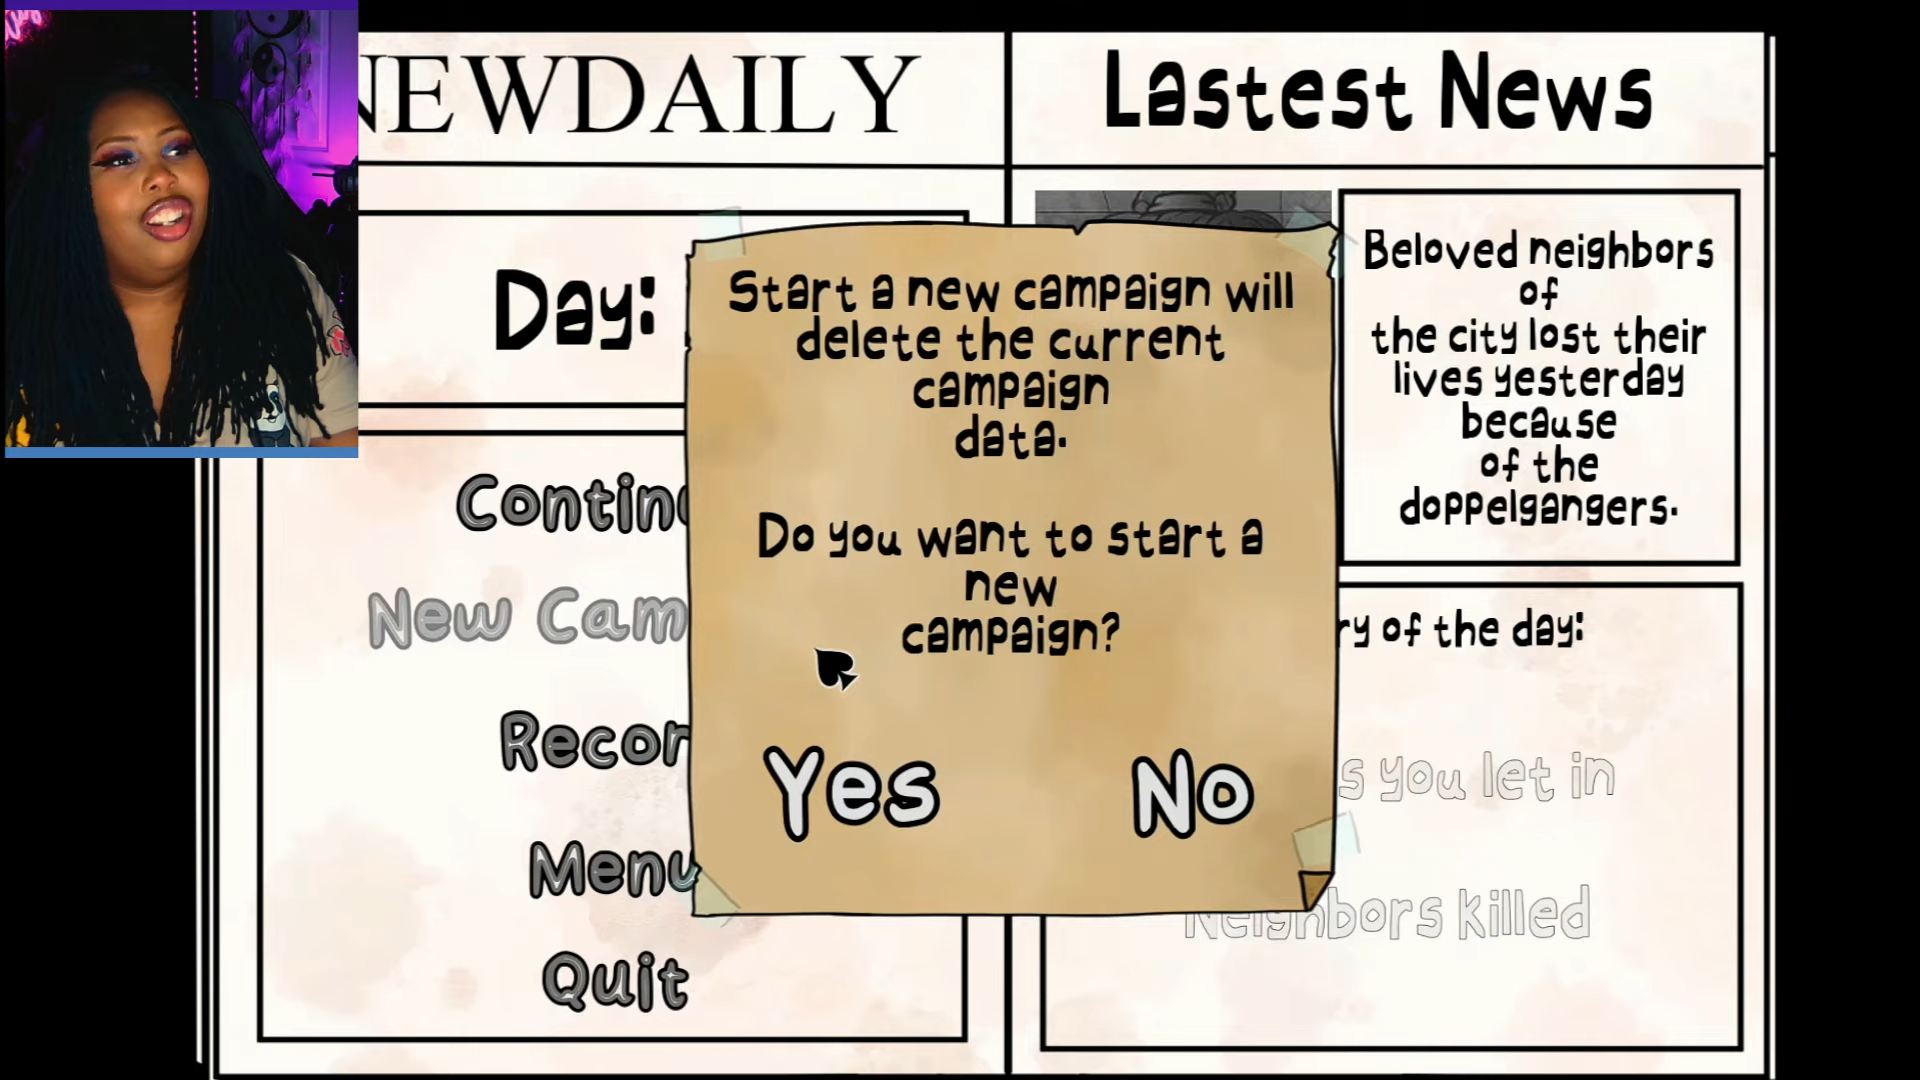 NEWDAILY
Lastest News
Day:
Start a new campaign will
delete the current
campaign
data.
Do you want to start a
new
campaign?
Yes
No
Beloved neighbors
of
the city lost their
lives yesterday
because
of the
doppelgangers.
Contin
New Cam
Recor
Menu
Quit
ry of the day:
s you let in
Neighbors killed